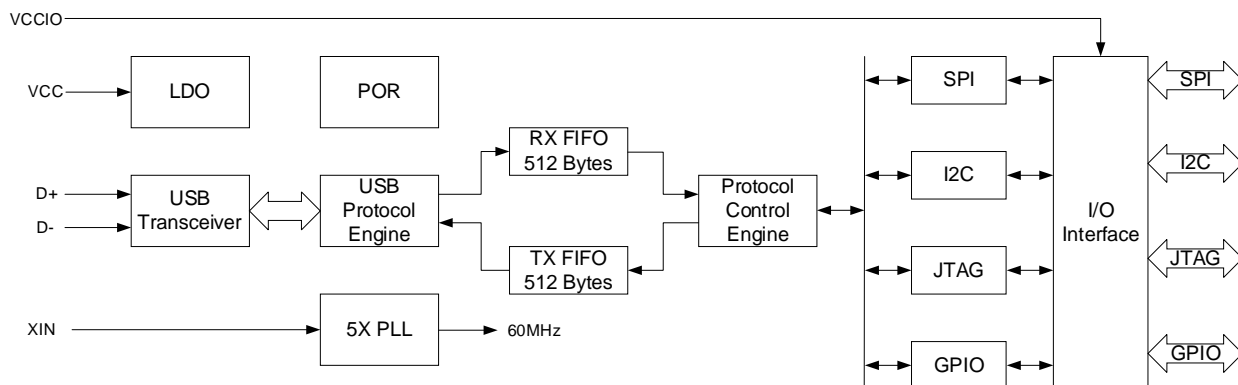 VCCIO
VCC
LDO
POR
SPI
SPI
RX FIFO
512 Bytes
D+
D-
USB
Transceiver
USB
Protocol
Engine
Protocol
Control
Engine
I2C
I/O
Interface
I2C
TX FIFO
512 Bytes
JTAG
JTAG
XIN
5X PLL
60MHz
GPIO
GPIO